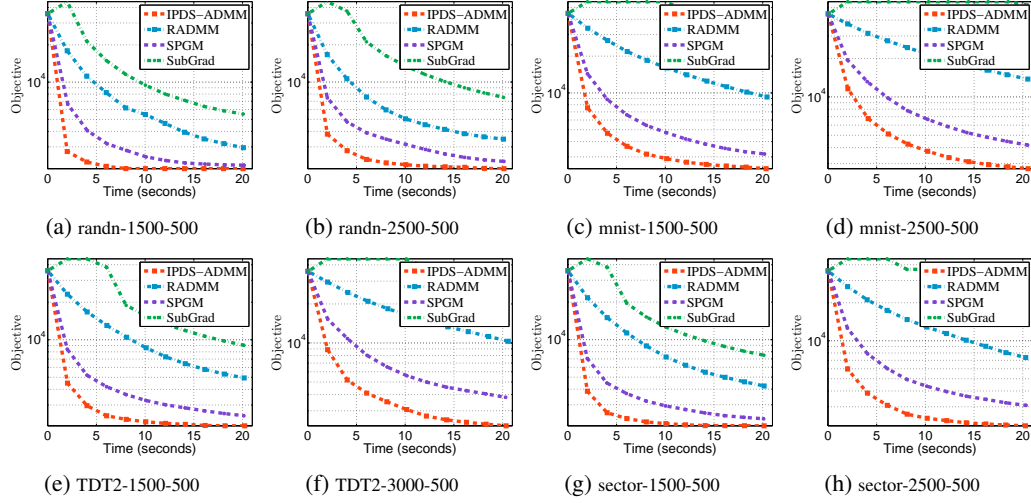 IPDS-ADMM
RADMM
SPGM
SubGrad
Objective
10^4
0 5 10 15 20
Time (seconds)
(a) randn-1500-500
IPDS-ADMM
RADMM
SPGM
SubGrad
Objective
10^4
0 5 10 15 20
Time (seconds)
(b) randn-2500-500
IPDS-ADMM
RADMM
SPGM
SubGrad
Objective
10^4
0 5 10 15 20
Time (seconds)
(c) mnist-1500-500
IPDS-ADMM
RADMM
SPGM
SubGrad
Objective
10^4
0 5 10 15 20
Time (seconds)
(d) mnist-2500-500
IPDS-ADMM
RADMM
SPGM
SubGrad
Objective
10^4
0 5 10 15 20
Time (seconds)
(e) TDT2-1500-500
IPDS-ADMM
RADMM
SPGM
SubGrad
Objective
10^4
0 5 10 15 20
Time (seconds)
(f) TDT2-3000-500
IPDS-ADMM
RADMM
SPGM
SubGrad
Objective
10^4
0 5 10 15 20
Time (seconds)
(g) sector-1500-500
IPDS-ADMM
RADMM
SPGM
SubGrad
Objective
10^4
0 5 10 15 20
Time (seconds)
(h) sector-2500-500